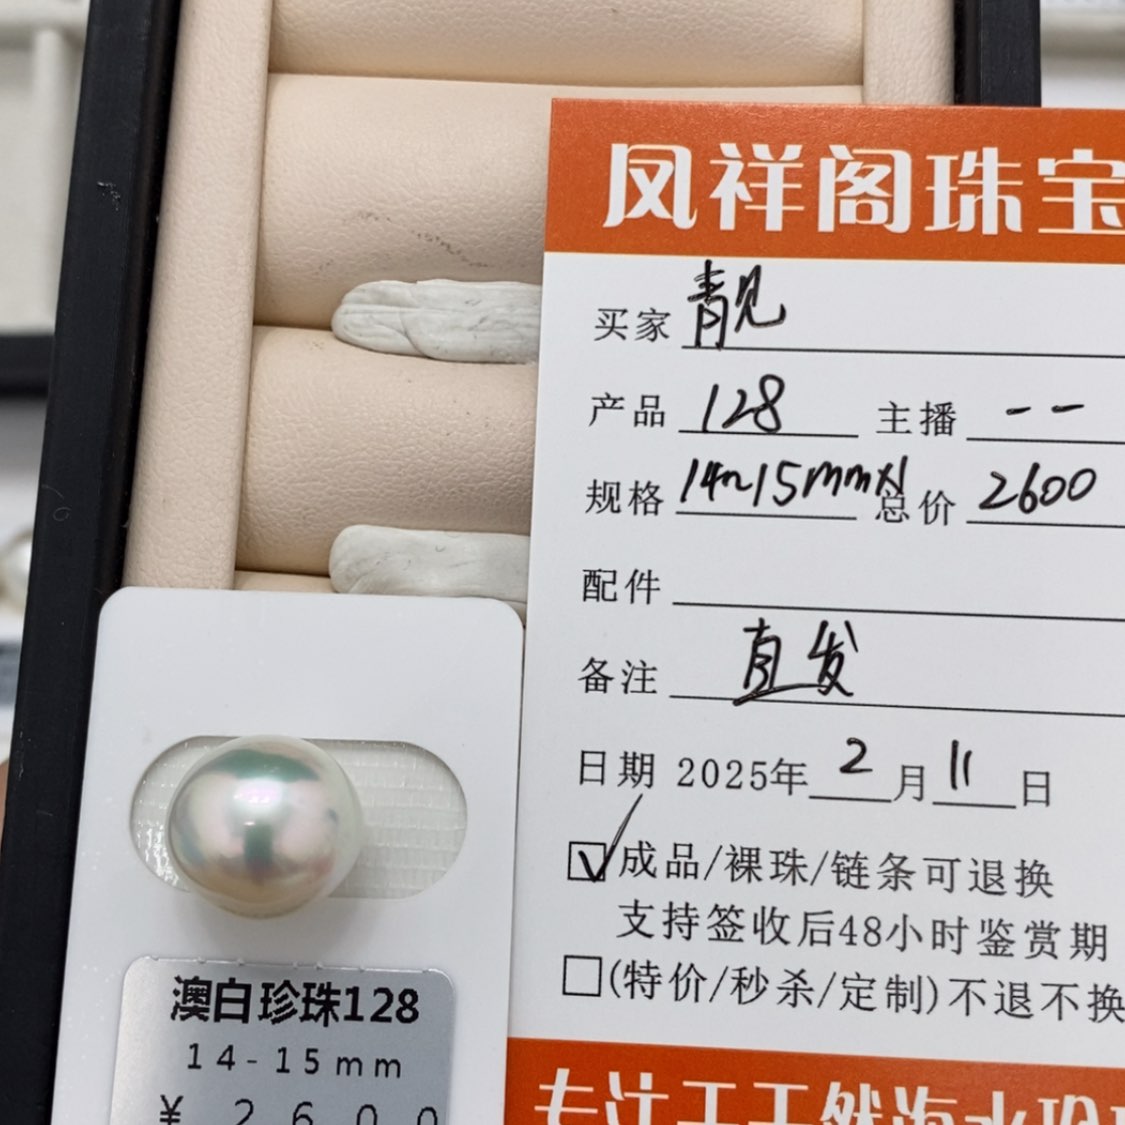 凤祥阁珠宝
买家 靓
产品 128 主播 --
规格 14~15mmx1 总价 2600
配件
备注 直发
日期 2025年 2 月 11 日
☑成品/裸珠/链条可退换
支持签收后48小时鉴赏期
☐(特价/秒杀/定制)不退不换
澳白珍珠128
14-15mm
¥ 2600